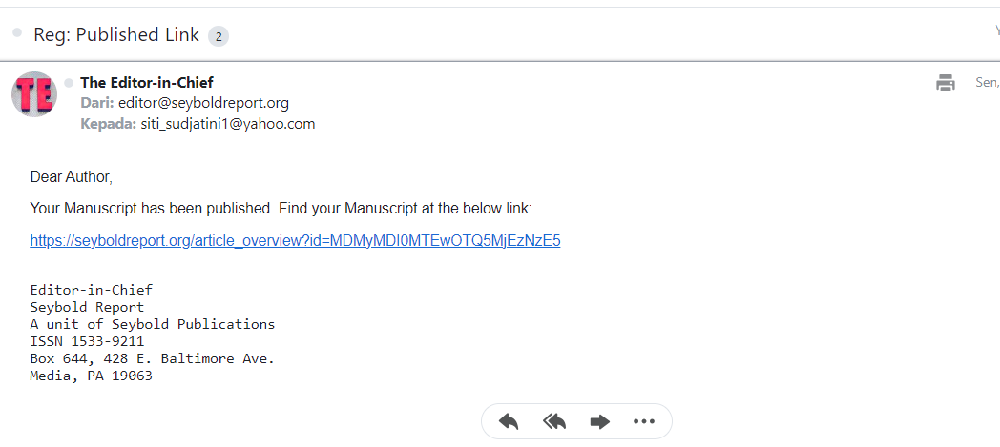 Reg: Published Link 2
TE
The Editor-in-Chief
Dari: editor@seyboldreport.org
Kepada: siti_sudjatini1@yahoo.com
Sen,
Dear Author,
Your Manuscript has been published. Find your Manuscript at the below link:
https://seyboldreport.org/article_overview?id=MDMyMDI0MTEwOTQ5MjEzNzE5
--
Editor-in-Chief
Seybold Report
A unit of Seybold Publications
ISSN 1533-9211
Box 644, 428 E. Baltimore Ave.
Media, PA 19063